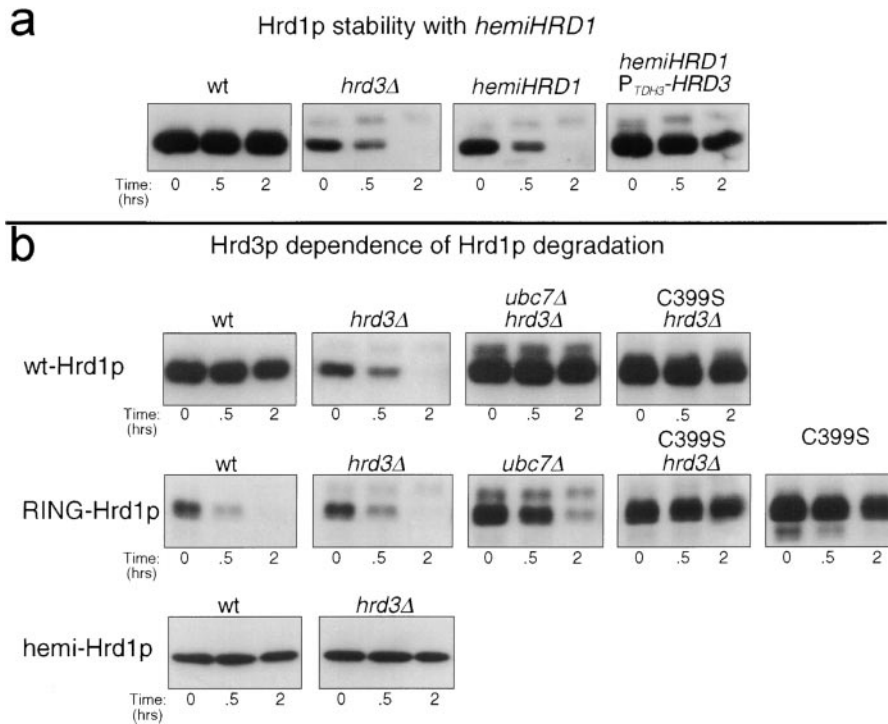 a
Hrd1p stability with hemiHRD1
wt
hrd3Δ
hemiHRD1
hemiHRD1
PTDH3-HRD3
Time: 0 .5 2 0 .5 2 0 .5 2 0 .5 2
(hrs)
b
Hrd3p dependence of Hrd1p degradation
wt
hrd3Δ
ubc7Δ
hrd3Δ
C399S
hrd3Δ
wt-Hrd1p
Time: 0 .5 2 0 .5 2 0 .5 2 0 .5 2
(hrs)
wt
hrd3Δ
ubc7Δ
C399S
hrd3Δ
C399S
RING-Hrd1p
Time: 0 .5 2 0 .5 2 0 .5 2 0 .5 2 0 .5 2
(hrs)
wt
hrd3Δ
hemi-Hrd1p
Time: 0 .5 2 0 .5 2
(hrs)